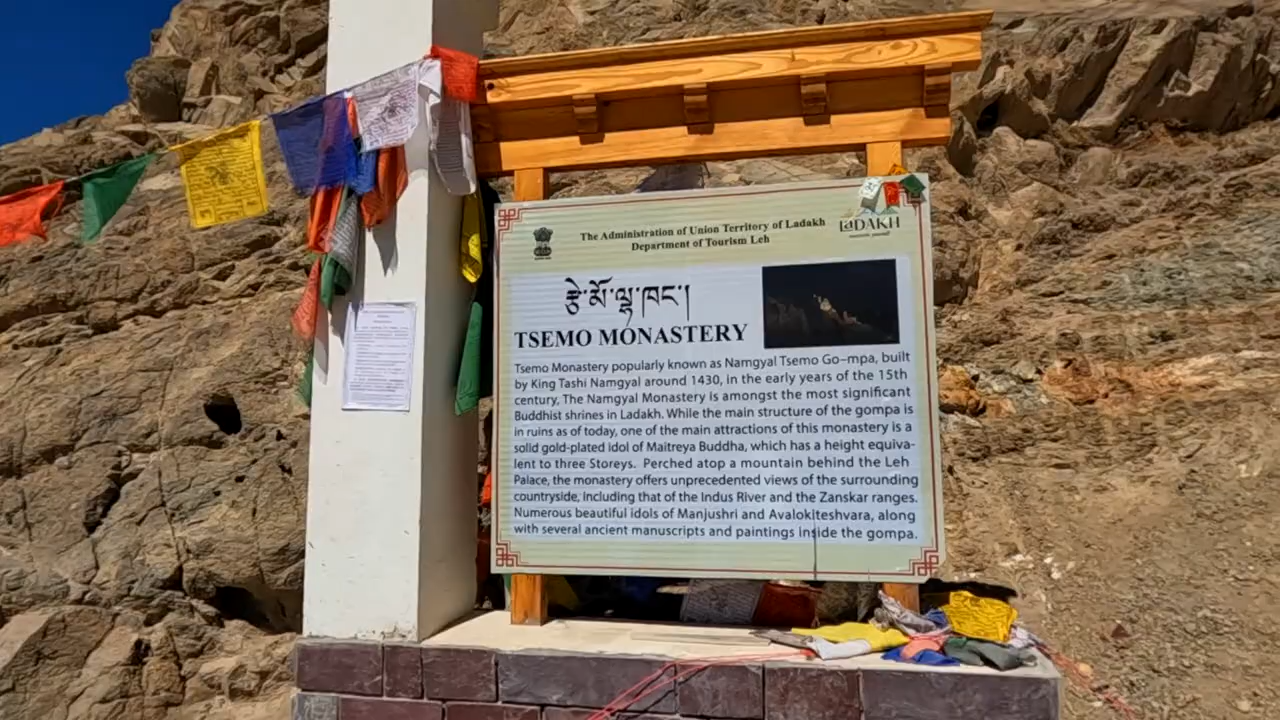 The Administration of Union Territory of Ladakh
Department of Tourism Leh
LaDAKH
རྩེ་མོ་ལྷ་ཁང་།
TSEMO MONASTERY
Tsemo Monastery popularly known as Namgyal Tsemo Go-mpa, built
by King Tashi Namgyal around 1430, in the early years of the 15th
century, The Namgyal Monastery is amongst the most significant
Buddhist shrines in Ladakh. While the main structure of the gompa is
in ruins as of today, one of the main attractions of this monastery is a
solid gold-plated idol of Maitreya Buddha, which has a height equiva-
lent to three Storeys. Perched atop a mountain behind the Leh
Palace, the monastery offers unprecedented views of the surrounding
countryside, including that of the Indus River and the Zanskar ranges.
Numerous beautiful idols of Manjushri and Avalokiteshvara, along
with several ancient manuscripts and paintings inside the gompa.